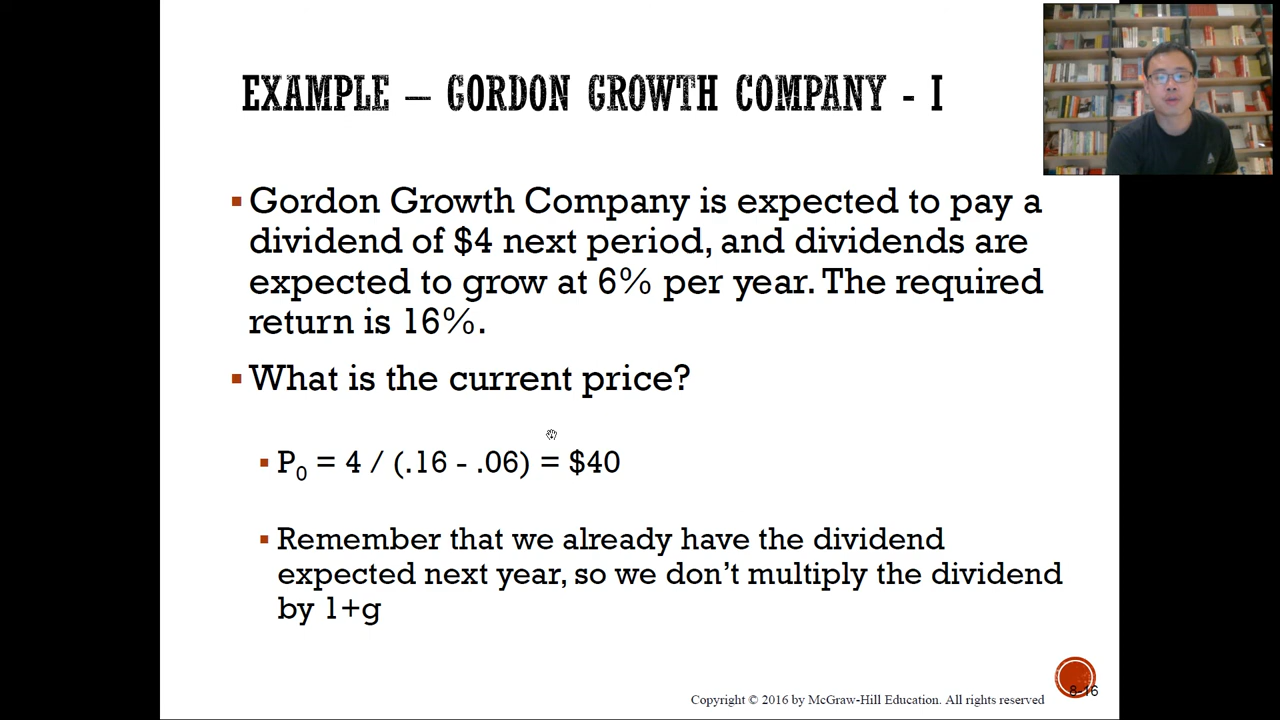 EXAMPLE – GORDON GROWTH COMPANY - I
▪ Gordon Growth Company is expected to pay a
dividend of $4 next period, and dividends are
expected to grow at 6% per year. The required
return is 16%.
▪ What is the current price?
▪ P₀ = 4 / (.16 - .06) = $40
▪ Remember that we already have the dividend
expected next year, so we don’t multiply the dividend
by 1+g
8-16
Copyright © 2016 by McGraw-Hill Education. All rights reserved